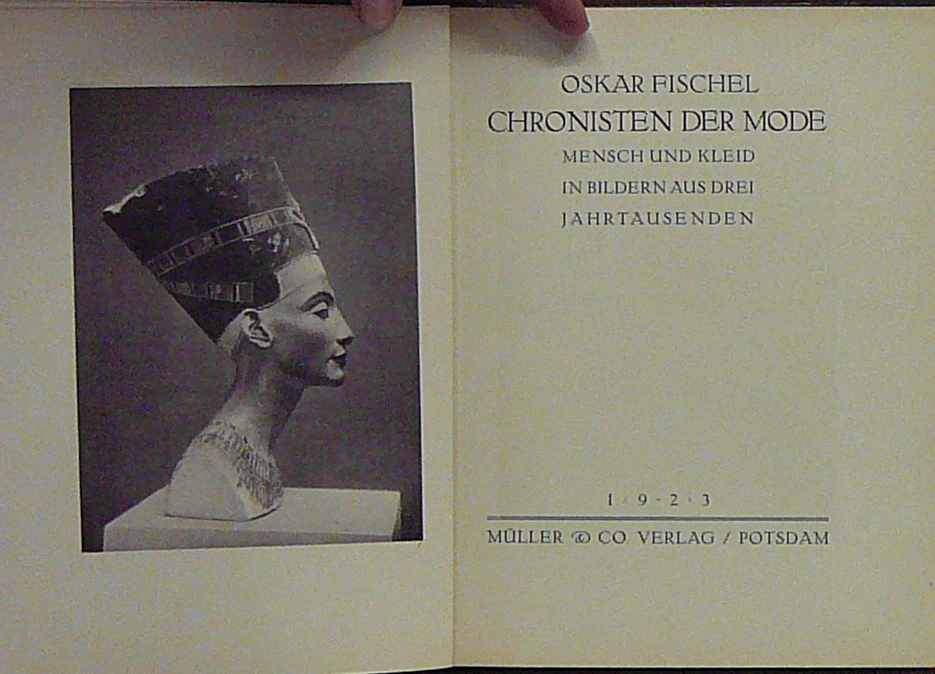 OSKAR FISCHEL
CHRONISTEN DER MODE
MENSCH UND KLEID
IN BILDERN AUS DREI
JAHRTAUSENDEN
1 · 9 · 2 · 3
MÜLLER & CO. VERLAG / POTSDAM